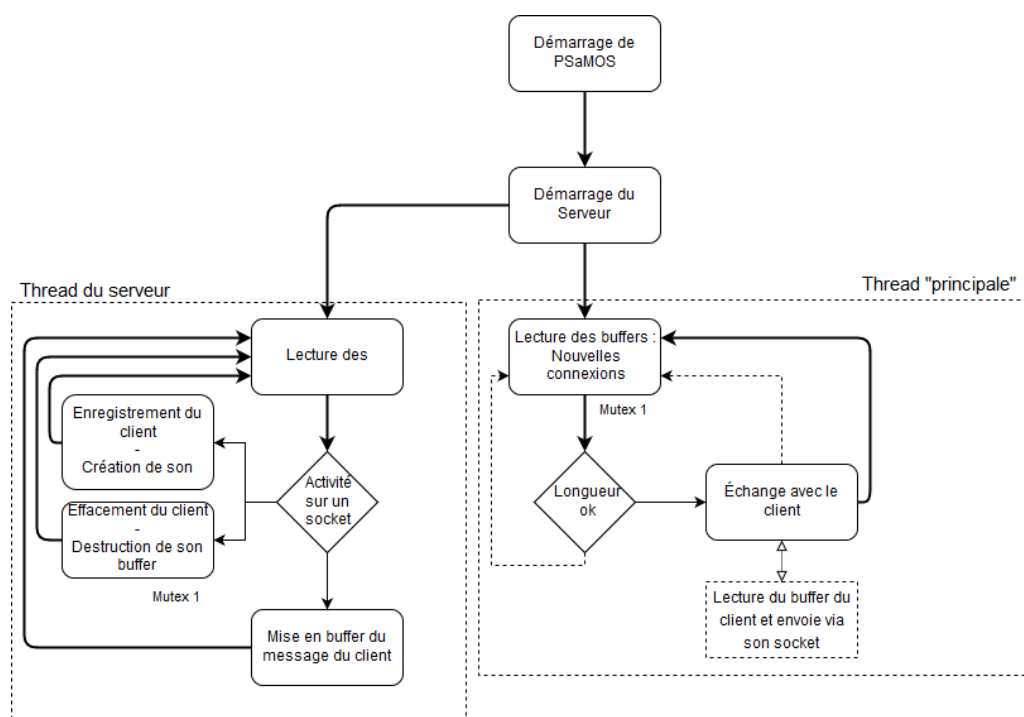 Démarrage de
PSaMOS
Démarrage du
Serveur
Thread du serveur
Thread "principale"
Lecture des
Lecture des buffers :
Nouvelles
connexions
Mutex 1
Enregistrement du
client
-
Création de son
Activité
sur un
socket
Longueur
ok
Échange avec le
client
Effacement du client
-
Destruction de son
buffer
Mutex 1
Mise en buffer du
message du client
Lecture du buffer du
client et envoie via
son socket